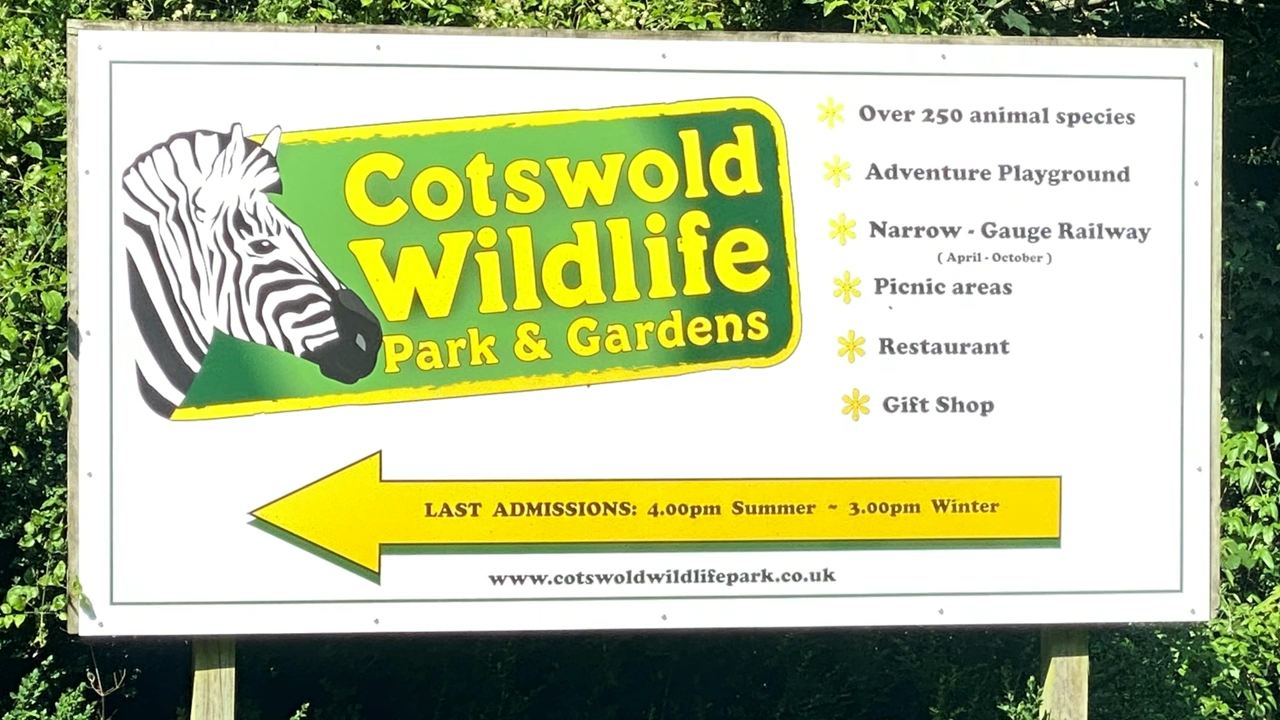 Cotswold
Wildlife
Park & Gardens
Over 250 animal species
Adventure Playground
Narrow - Gauge Railway
( April - October )
Picnic areas
Restaurant
Gift Shop
LAST ADMISSIONS: 4.00pm Summer ~ 3.00pm Winter
www.cotswoldwildlifepark.co.uk